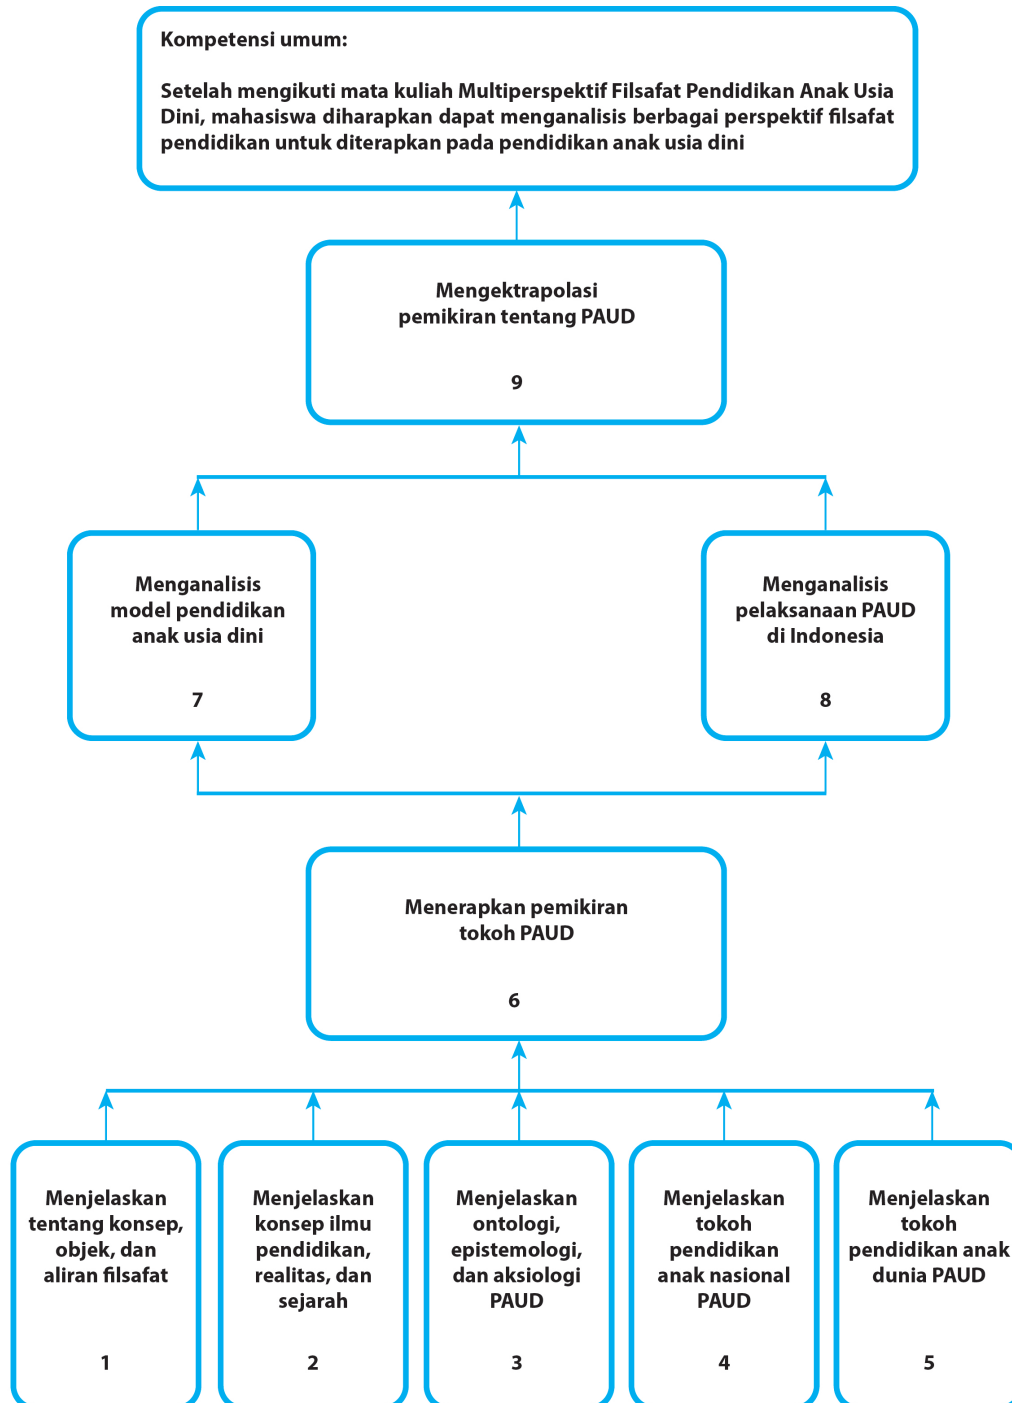 Kompetensi umum:
Setelah mengikuti mata kuliah Multiperspektif Filsafat Pendidikan Anak Usia
Dini, mahasiswa diharapkan dapat menganalisis berbagai perspektif filsafat
pendidikan untuk diterapkan pada pendidikan anak usia dini
Mengektrapolasi
pemikiran tentang PAUD
9
Menganalisis
model pendidikan
anak usia dini
7
Menganalisis
pelaksanaan PAUD
di Indonesia
8
Menerapkan pemikiran
tokoh PAUD
6
Menjelaskan
tentang konsep,
objek, dan
aliran filsafat
1
Menjelaskan
konsep ilmu
pendidikan,
realitas, dan
sejarah
2
Menjelaskan
ontologi,
epistemologi,
dan aksiologi
PAUD
3
Menjelaskan
tokoh
pendidikan
anak nasional
PAUD
4
Menjelaskan
tokoh
pendidikan anak
dunia PAUD
5